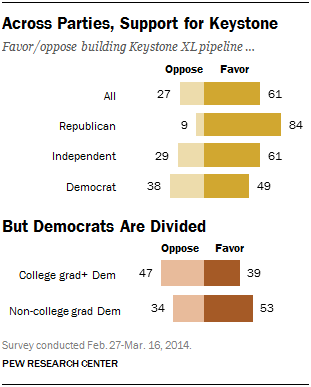 Across Parties, Support for Keystone
Favor/oppose building Keystone XL pipeline ...
Oppose Favor
All 27 61
Republican 9 84
Independent 29 61
Democrat 38 49
But Democrats Are Divided
Oppose Favor
College grad+ Dem 47 39
Non-college grad Dem 34 53
Survey conducted Feb. 27-Mar. 16, 2014.
PEW RESEARCH CENTER